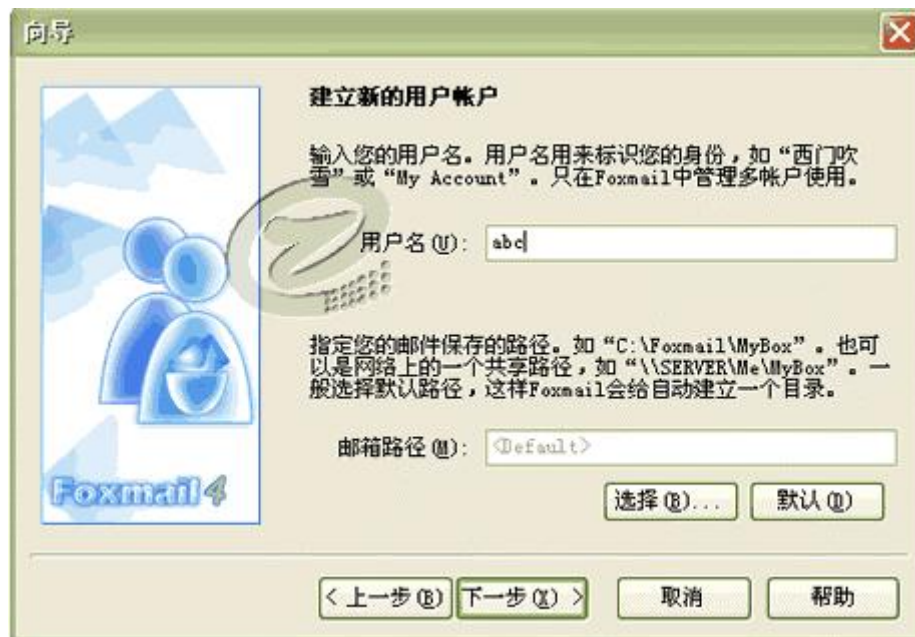 向导
建立新的用户帐户
输入您的用户名。用户名用来标识您的身份，如“西门吹
雪”或“My Account”。只在Foxmail中管理多帐户使用。
用户名(U)： abc
指定您的邮件保存的路径。如“C:\Foxmail\MyBox”。也可
以是网络上的一个共享路径，如“\\SERVER\Me\MyBox”。一
般选择默认路径，这样Foxmail会给自动建立一个目录。
邮箱路径(M)： <Default>
Foxmail 4
选择(B)... 默认(D)
< 上一步(B) 下一步(X) > 取消 帮助